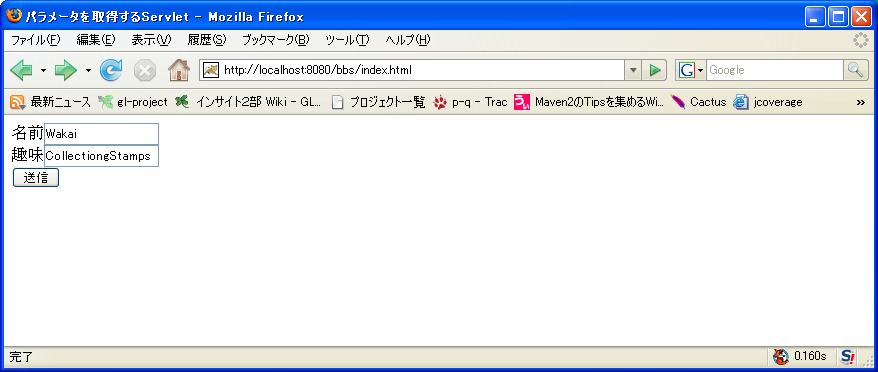 パラメータを取得するServlet - Mozilla Firefox
ファイル(F) 編集(E) 表示(V) 履歴(S) ブックマーク(B) ツール(T) ヘルプ(H)
http://localhost:8080/bbs/index.html G Google
最新ニュース gl-project インサイト2部 Wiki - GL... プロジェクト一覧 p-q - Trac うぃ Maven2のTipsを集めるWi... Cactus jcoverage »
名前 Wakai
趣味 CollectiongStamps
送信
完了 0.160s S!